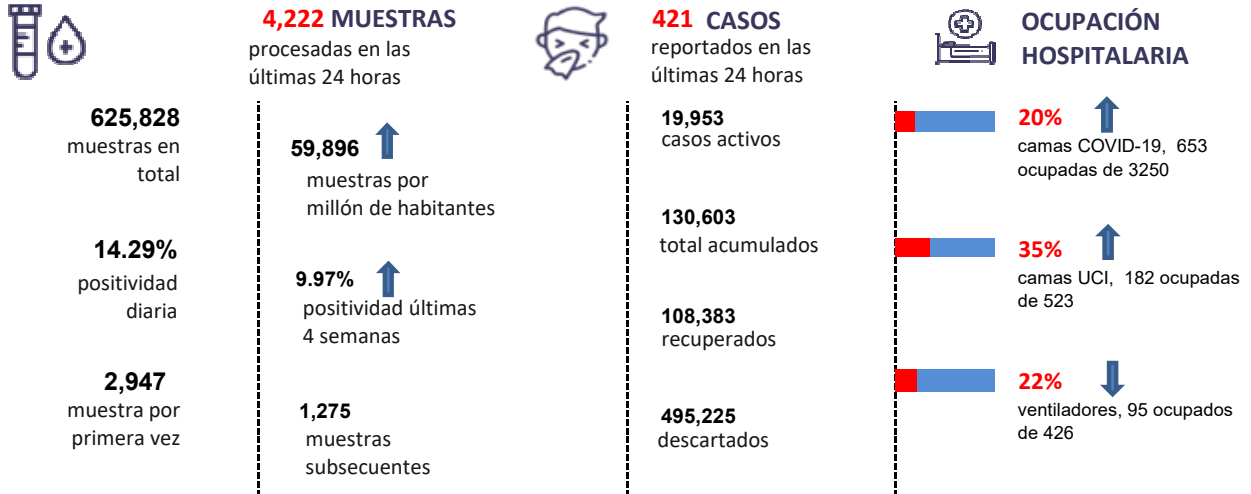 4,222 MUESTRAS
procesadas en las
últimas 24 horas
625,828
muestras en
total
59,896
muestras por
millón de habitantes
14.29%
positividad
diaria
9.97%
positividad últimas
4 semanas
2,947
muestra por
primera vez
1,275
muestras
subsecuentes
421 CASOS
reportados en las
últimas 24 horas
19,953
casos activos
130,603
total acumulados
108,383
recuperados
495,225
descartados
OCUPACIÓN
HOSPITALARIA
20%
camas COVID-19, 653
ocupadas de 3250
35%
camas UCI, 182 ocupadas
de 523
22%
ventiladores, 95 ocupados
de 426